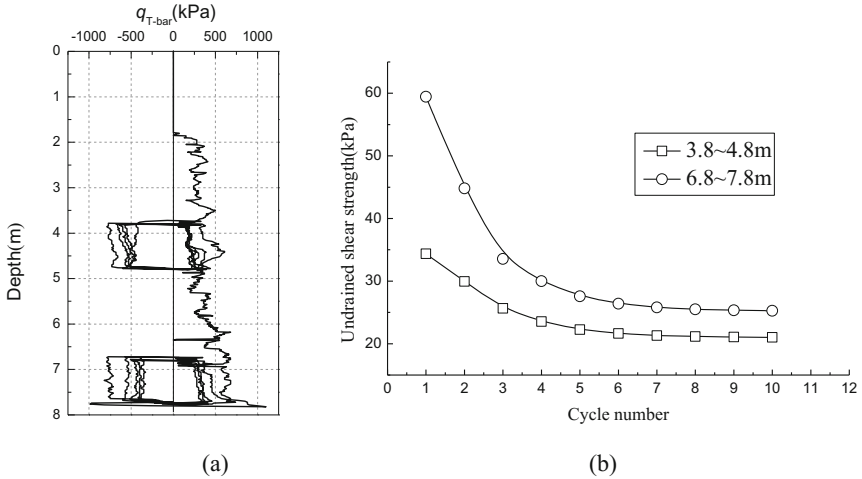 q T-bar(kPa)
-1000 -500 0 500 1000
0
1
2
3
4
5
6
7
8
Depth(m)
(a)
Undrained shear strength(kPa)
60
50
40
30
20
3.8~4.8m
6.8~7.8m
0 1 2 3 4 5 6 7 8 9 10 11 12
Cycle number
(b)